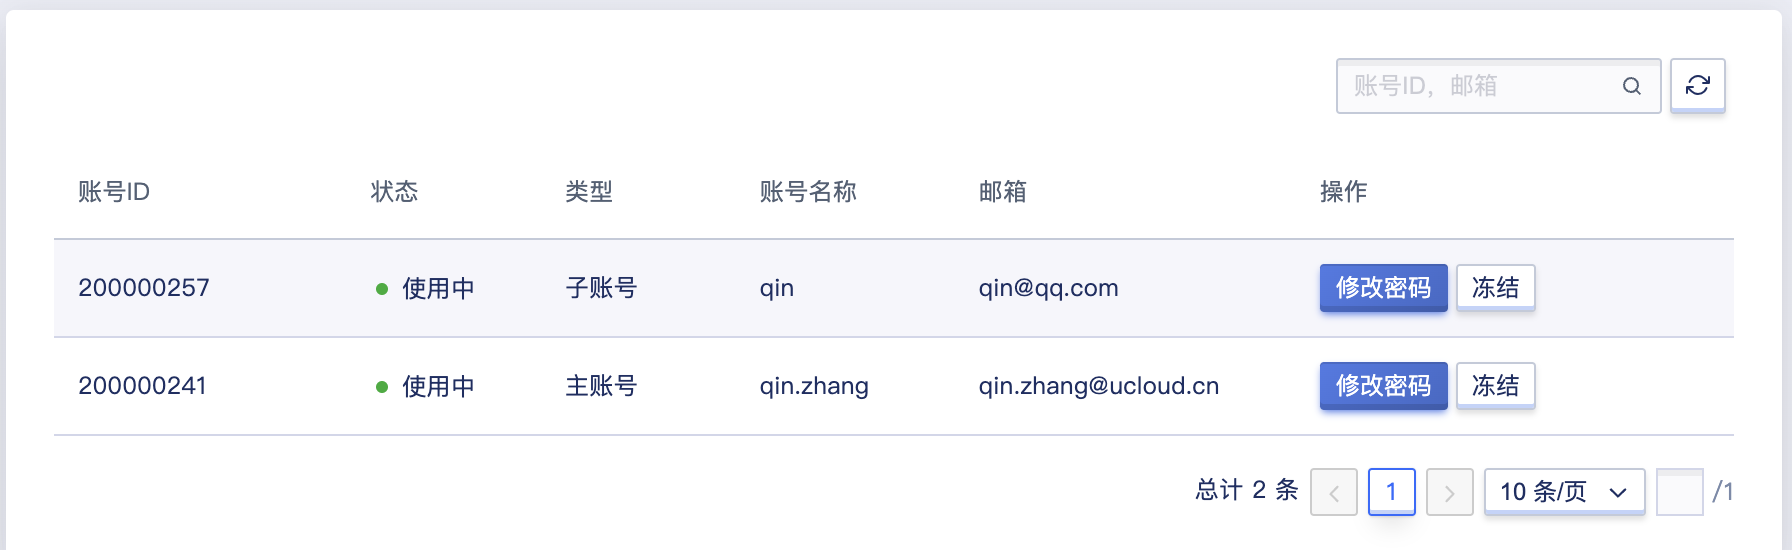 账号ID，邮箱
账号ID 状态 类型 账号名称 邮箱 操作
200000257 使用中 子账号 qin qin@qq.com 修改密码 冻结
200000241 使用中 主账号 qin.zhang qin.zhang@ucloud.cn 修改密码 冻结
总计 2 条 1 10 条/页 /1